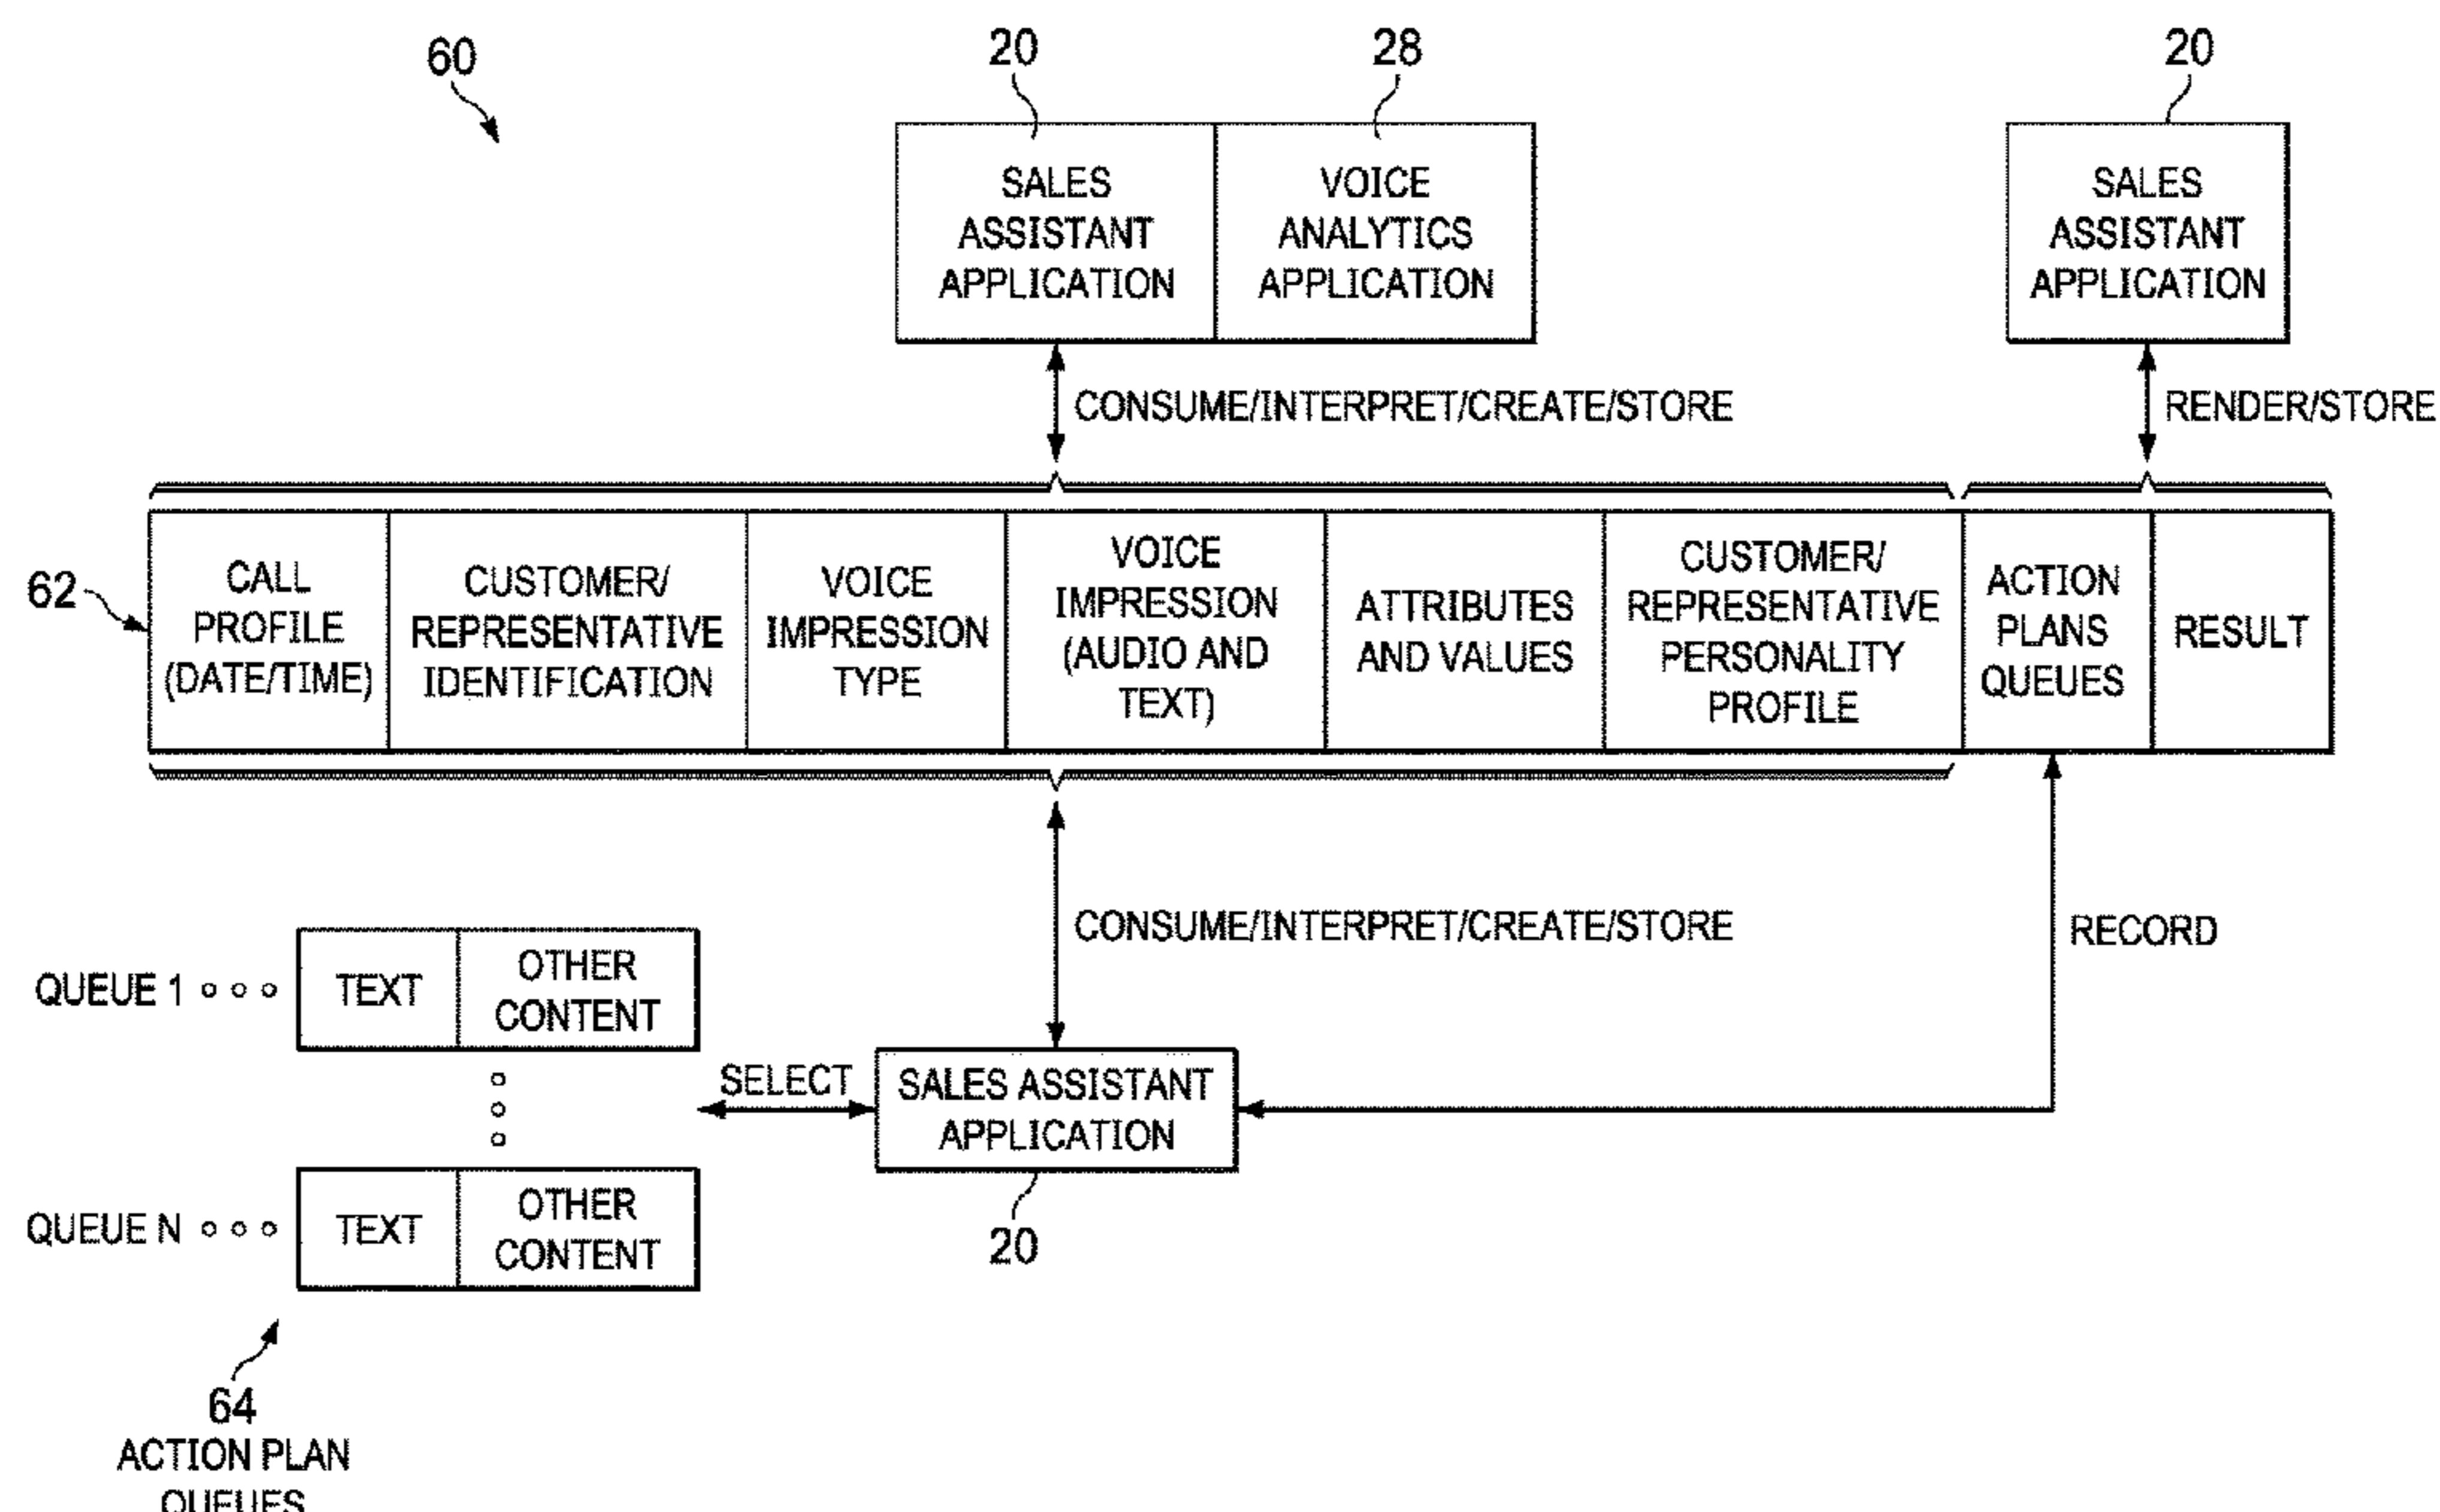 60
20
28
20
SALES
ASSISTANT
APPLICATION
VOICE
ANALYTICS
APPLICATION
SALES
ASSISTANT
APPLICATION
CONSUME/INTERPRET/CREATE/STORE
RENDER/STORE
62
CALL
PROFILE
(DATE/TIME)
CUSTOMER/
REPRESENTATIVE
IDENTIFICATION
VOICE
IMPRESSION
TYPE
VOICE
IMPRESSION
(AUDIO AND
TEXT)
ATTRIBUTES
AND VALUES
CUSTOMER/
REPRESENTATIVE
PERSONALITY
PROFILE
ACTION
PLANS
QUEUES
RESULT
CONSUME/INTERPRET/CREATE/STORE
RECORD
QUEUE 1
TEXT
OTHER
CONTENT
SELECT
SALES ASSISTANT
APPLICATION
20
QUEUE N
TEXT
OTHER
CONTENT
64
ACTION PLAN
QUEUES